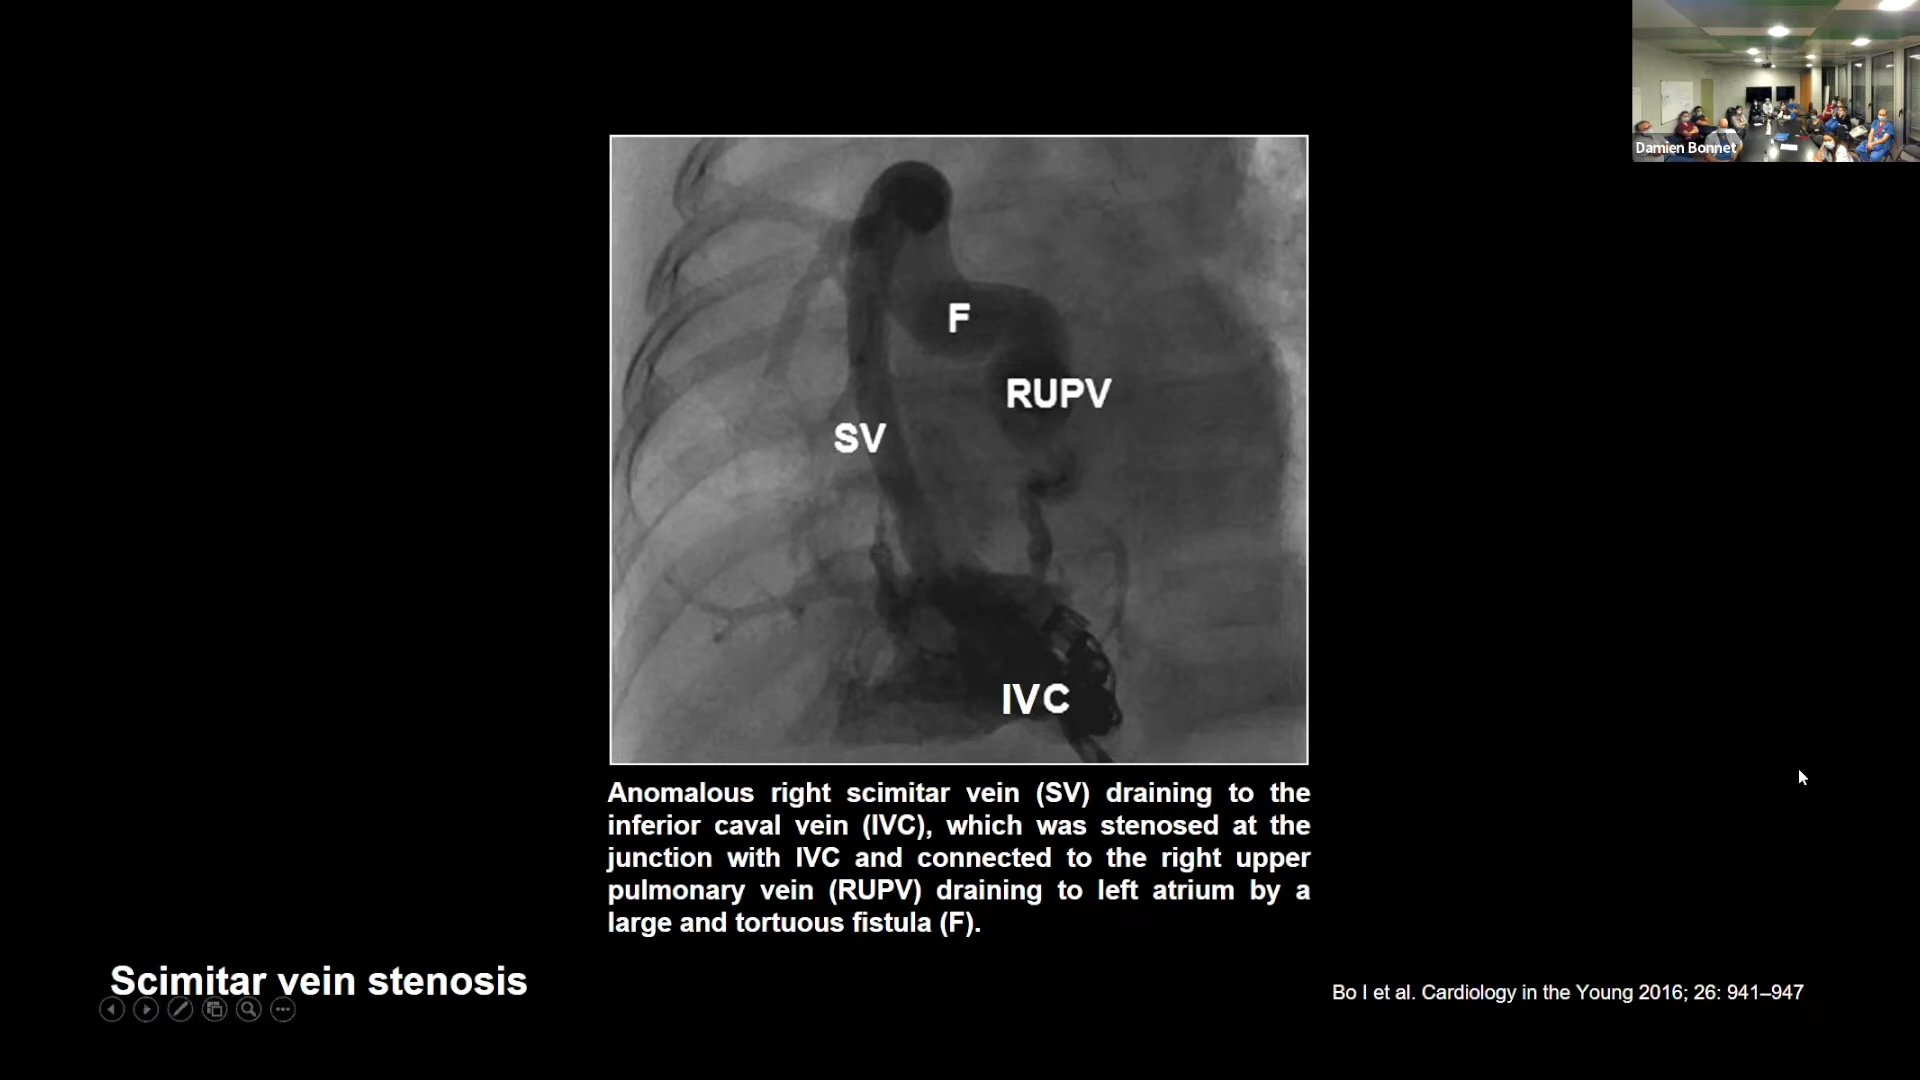 Damien Bonnet
F
RUPV
SV
IVC
Anomalous right scimitar vein (SV) draining to the
inferior caval vein (IVC), which was stenosed at the
junction with IVC and connected to the right upper
pulmonary vein (RUPV) draining to left atrium by a
large and tortuous fistula (F).
Scimitar vein stenosis
Bo I et al. Cardiology in the Young 2016; 26: 941–947